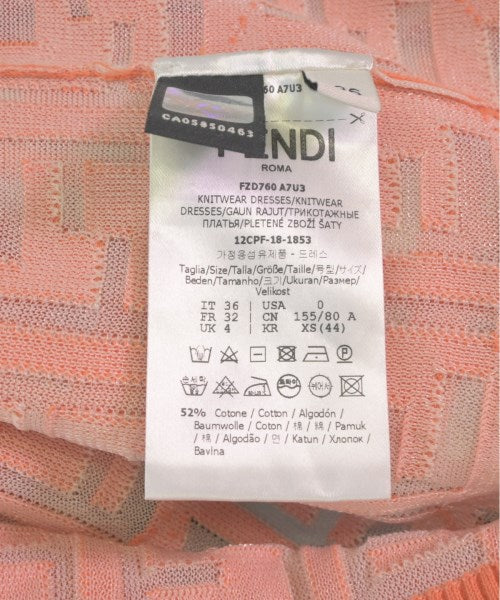 60 A7U3
CA05850463
FENDI
ROMA
FZD760 A7U3
KNITWEAR DRESSES/KNITWEAR
DRESSES/GAUN RAJUT/ТРИКОТАЖНЫЕ
ПЛАТЬЯ/PLETENÉ ZBOŽÍ ŠATY
12CPF-18-1853
가정용섬유제품 - 드레스
Taglia/Size/Talla/Größe/Taille/尺型/サイズ/
Beden/Tamanho/크기/Ukuran/Размер/
Velikost
IT 36 | USA 0
FR 32 | CN 155/80 A
UK 4 | KR XS(44)
52% Cotone / Cotton / Algodón /
Baumwolle / Coton / 棉 / 綿 / Pamuk
/ 棉 / Algodão / 면 / Katun / Хлопок /
Bavlna